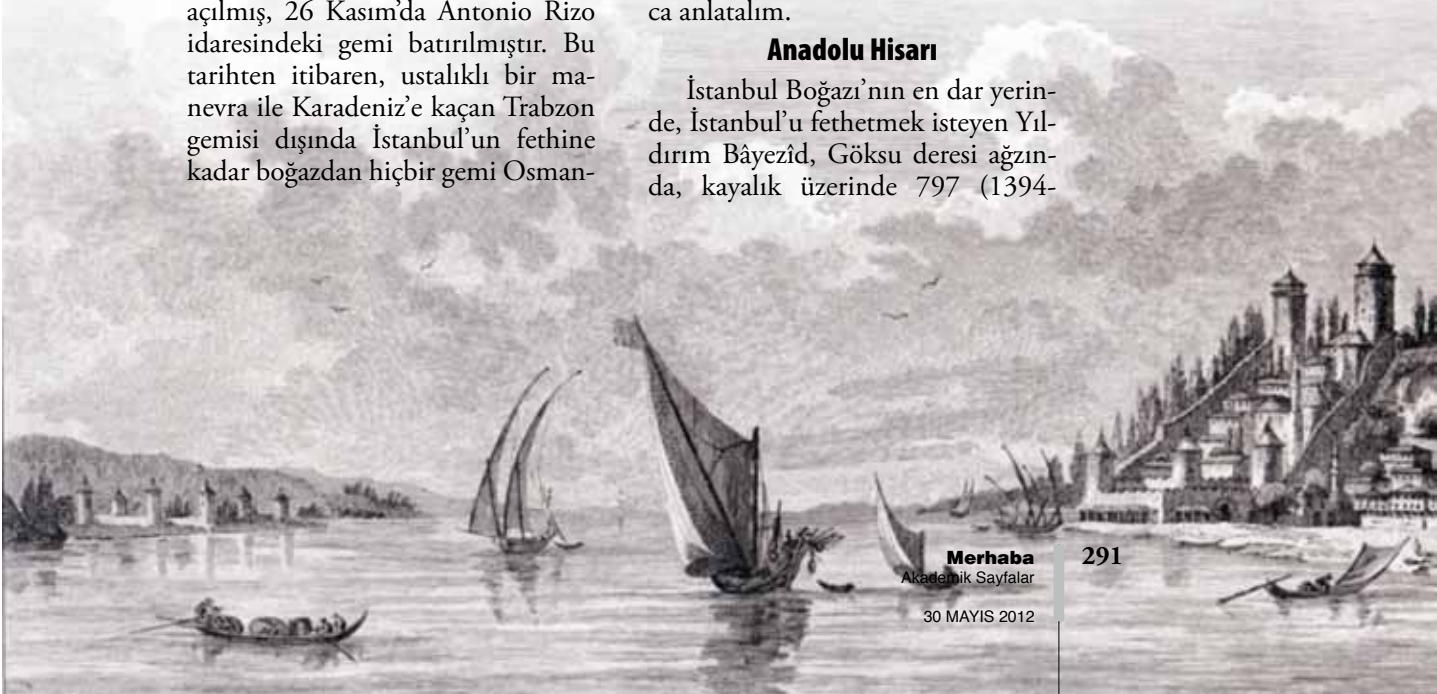 açılmış, 26 Kasım’da Antonio Rizo
idaresindeki gemi batırılmıştır. Bu
tarihten itibaren, ustalıklı bir ma-
nevra ile Karadeniz’e kaçan Trabzon
gemisi dışında İstanbul’un fethine
kadar boğazdan hiçbir gemi Osman-
ca anlatalım.
Anadolu Hisarı
İstanbul Boğazı’nın en dar yerin-
de, İstanbul’u fethetmek isteyen Yıl-
dırım Bâyezîd, Göksu deresi ağzın-
da, kayalık üzerinde 797 (1394-
Merhaba
Akademik Sayfalar
30 MAYIS 2012
291